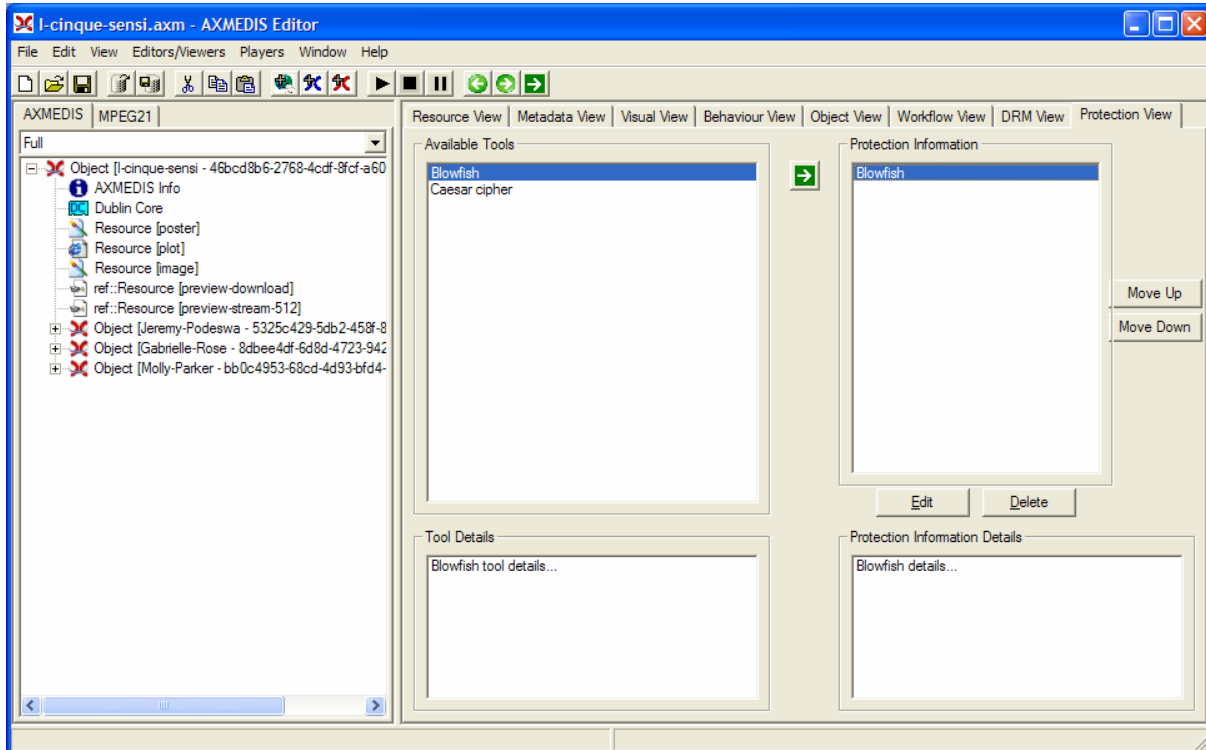 I-cinque-sensi.axm - AXMEDIS Editor
File Edit View Editors/Viewers Players Window Help
AXMEDIS MPEG21
Full
Object [I-cinque-sensi - 46bcd8b6-2768-4cdf-8fcf-a60
AXMEDIS Info
Dublin Core
Resource [poster]
Resource [plot]
Resource [image]
ref::Resource [preview-download]
ref::Resource [preview-stream-512]
Object [Jeremy-Podeswa - 5325c429-5db2-458f-8
Object [Gabrielle-Rose - 8dbee4df-6d8d-4723-942
Object [Molly-Parker - bb0c4953-68cd-4d93-bfd4-
Resource View Metadata View Visual View Behaviour View Object View Workflow View DRM View Protection View
Available Tools
Blowfish
Caesar cipher
Protection Information
Blowfish
Move Up
Move Down
Edit Delete
Tool Details
Blowfish tool details...
Protection Information Details
Blowfish details...